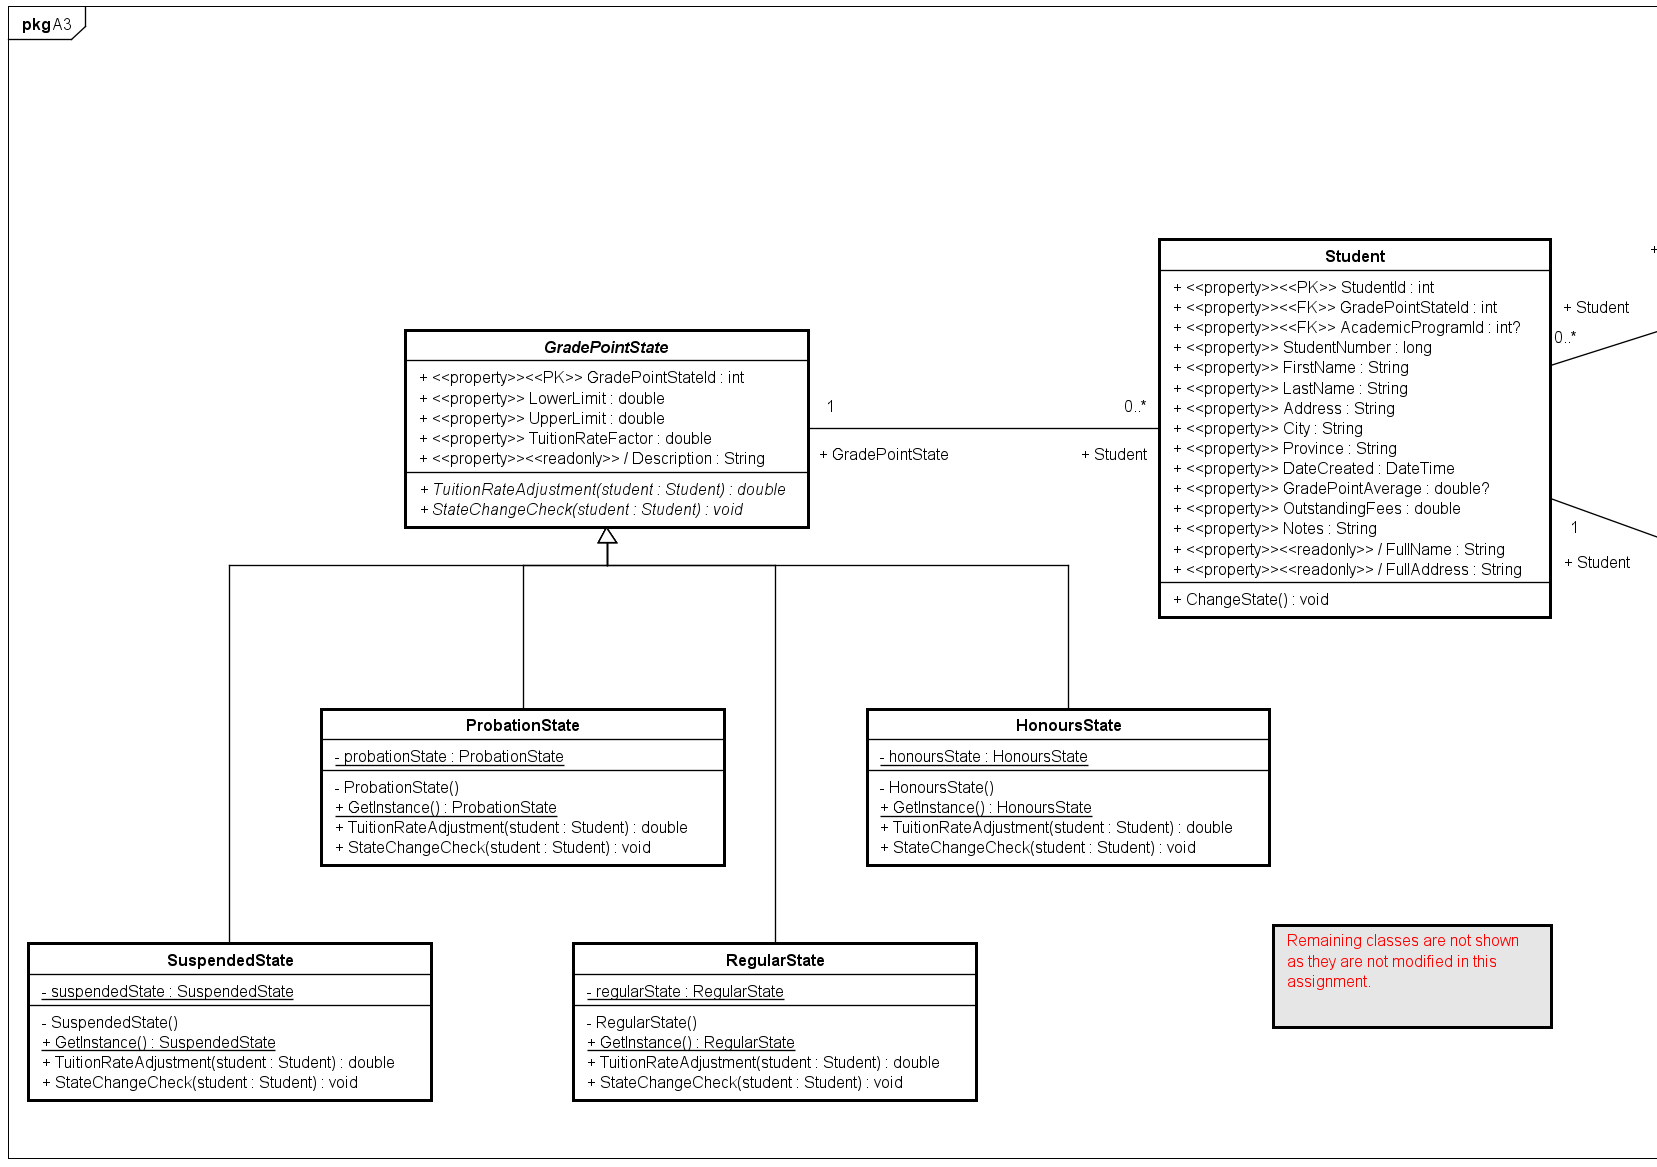 pkg A3
Student
+ <<property>><<PK>> StudentId : int
+ <<property>><<FK>> GradePointStateId : int
+ <<property>><<FK>> AcademicProgramId : int?
+ <<property>> StudentNumber : long
+ <<property>> FirstName : String
+ <<property>> LastName : String
+ <<property>> Address : String
+ <<property>> City : String
+ <<property>> Province : String
+ <<property>> DateCreated : DateTime
+ <<property>> GradePointAverage : double?
+ <<property>> OutstandingFees : double
+ <<property>> Notes : String
+ <<property>><<readonly>> / FullName : String
+ <<property>><<readonly>> / FullAddress : String
+ ChangeState() : void
+
+ Student
0..*
1
+ Student
GradePointState
+ <<property>><<PK>> GradePointStateId : int
+ <<property>> LowerLimit : double
+ <<property>> UpperLimit : double
+ <<property>> TuitionRateFactor : double
+ <<property>><<readonly>> / Description : String
+ TuitionRateAdjustment(student : Student) : double
+ StateChangeCheck(student : Student) : void
1
0..*
+ GradePointState
+ Student
ProbationState
- probationState : ProbationState
- ProbationState()
+ GetInstance() : ProbationState
+ TuitionRateAdjustment(student : Student) : double
+ StateChangeCheck(student : Student) : void
HonoursState
- honoursState : HonoursState
- HonoursState()
+ GetInstance() : HonoursState
+ TuitionRateAdjustment(student : Student) : double
+ StateChangeCheck(student : Student) : void
SuspendedState
- suspendedState : SuspendedState
- SuspendedState()
+ GetInstance() : SuspendedState
+ TuitionRateAdjustment(student : Student) : double
+ StateChangeCheck(student : Student) : void
RegularState
- regularState : RegularState
- RegularState()
+ GetInstance() : RegularState
+ TuitionRateAdjustment(student : Student) : double
+ StateChangeCheck(student : Student) : void
Remaining classes are not shown
as they are not modified in this
assignment.